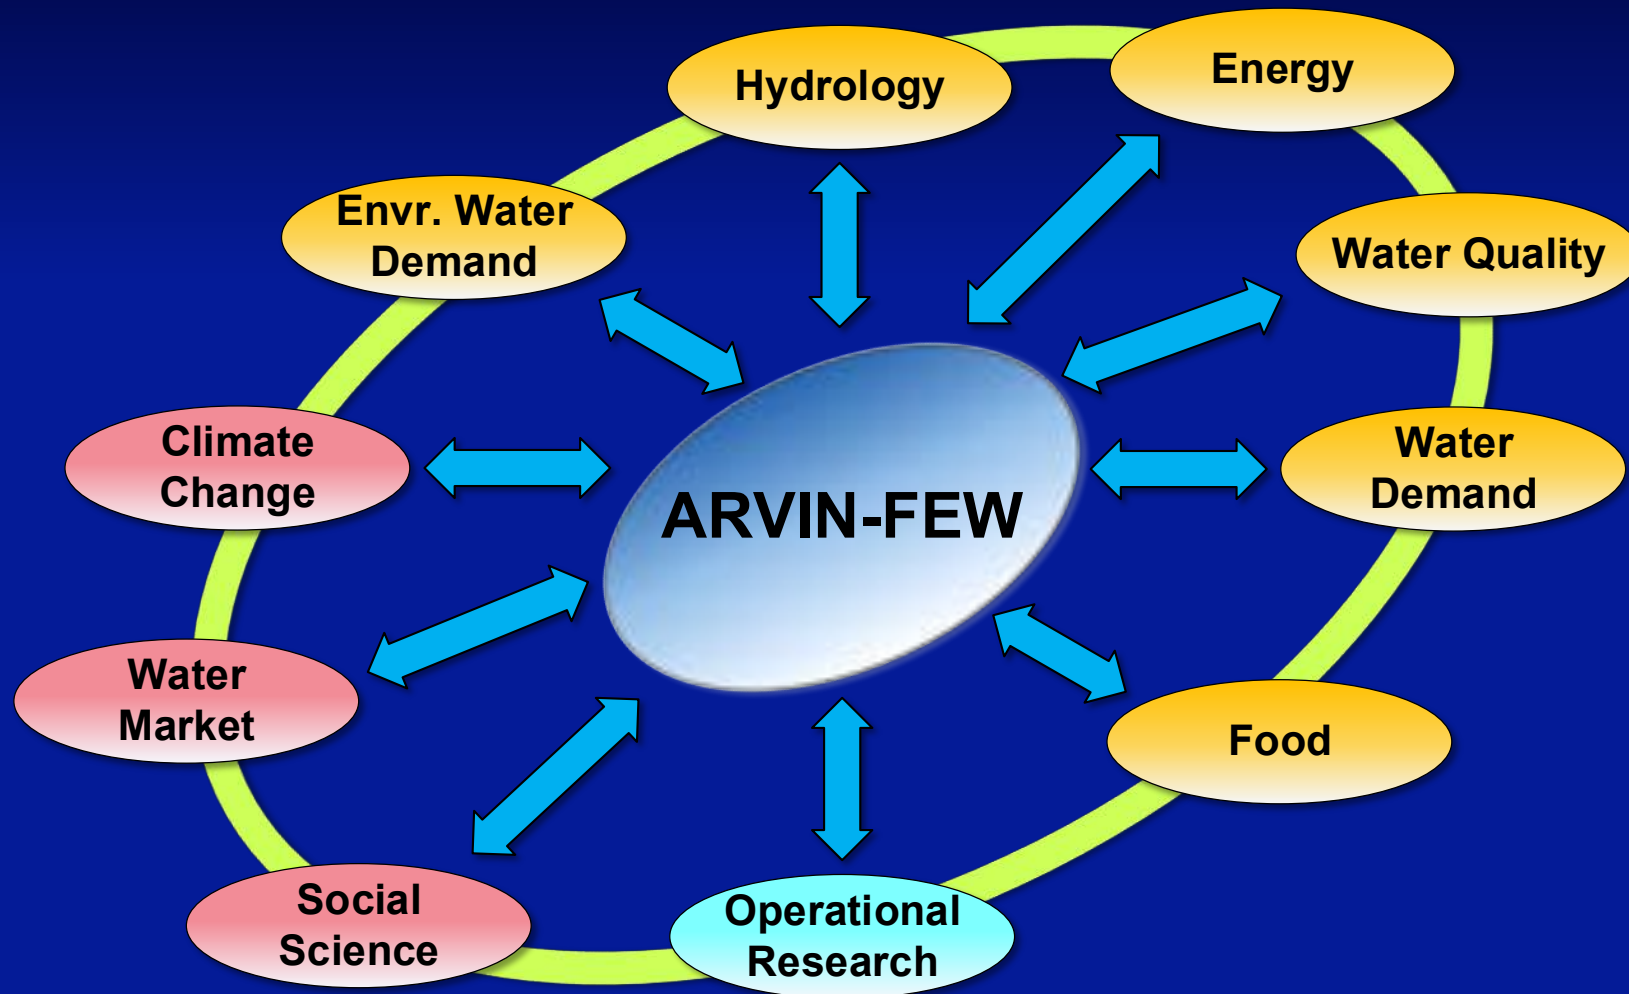 Hydrology
Energy
Envr. Water
Demand
Water Quality
Climate
Change
Water
Demand
ARVIN-FEW
Water
Market
Food
Social
Science
Operational
Research